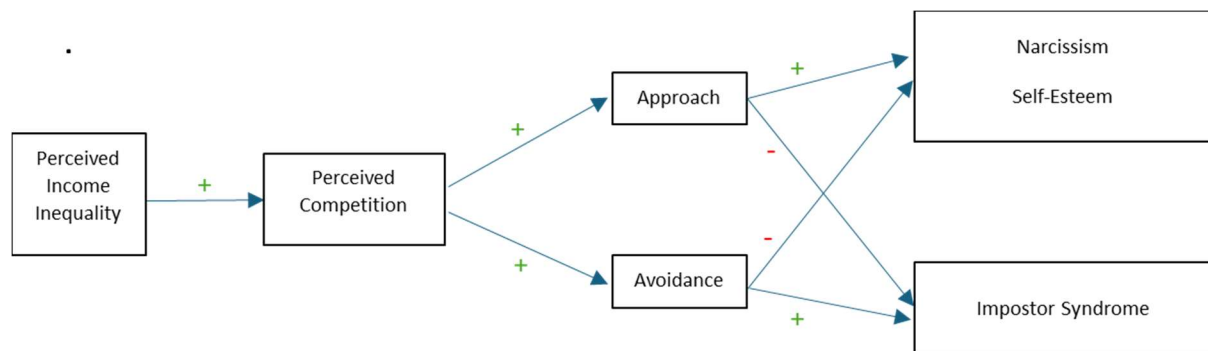 Perceived
Income
Inequality
+
Perceived
Competition
+
+
Approach
Avoidance
+
-
-
+
Narcissism
Self-Esteem
Impostor Syndrome